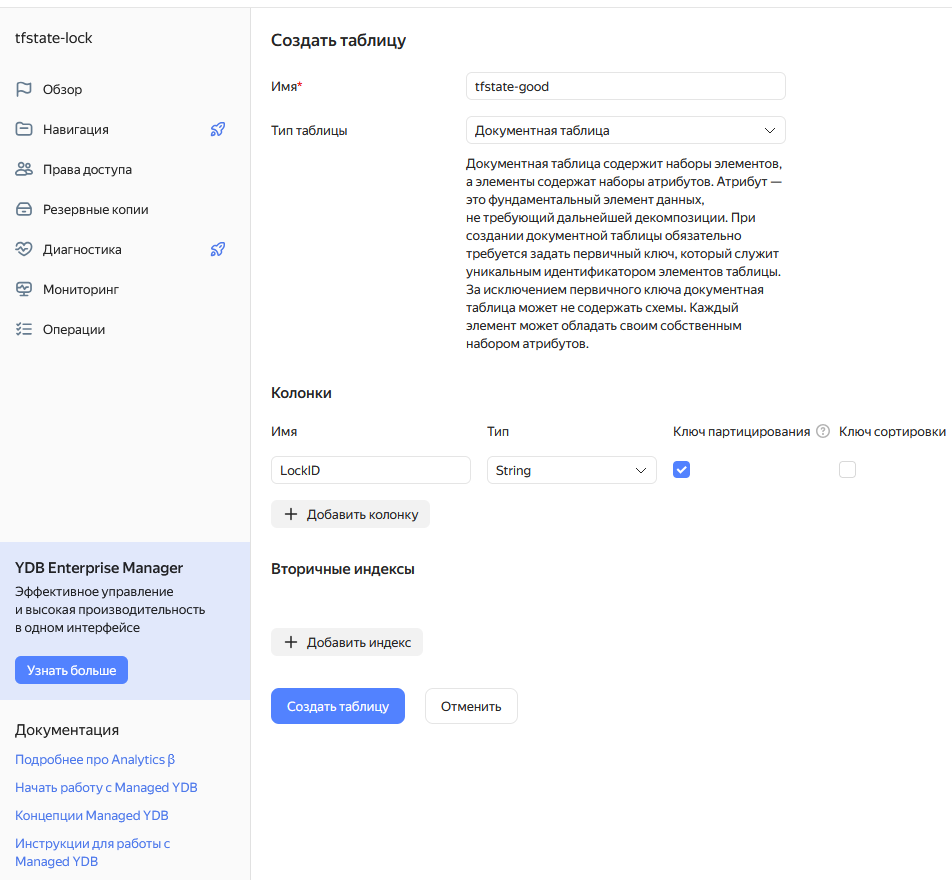 tfstate-lock
Обзор
Навигация
Права доступа
Резервные копии
Диагностика
Мониторинг
Операции
YDB Enterprise Manager
Эффективное управление
и высокая производительность
в одном интерфейсе
Узнать больше
Документация
Подробнее про Analytics β
Начать работу с Managed YDB
Концепции Managed YDB
Инструкции для работы с
Managed YDB
Создать таблицу
Имя*
tfstate-good
Тип таблицы
Документная таблица
Документная таблица содержит наборы элементов,
а элементы содержат наборы атрибутов. Атрибут —
это фундаментальный элемент данных,
не требующий дальнейшей декомпозиции. При
создании документной таблицы обязательно
требуется задать первичный ключ, который служит
уникальным идентификатором элементов таблицы.
За исключением первичного ключа документная
таблица может не содержать схемы. Каждый
элемент может обладать своим собственным
набором атрибутов.
Колонки
Имя Тип Ключ партицирования ? Ключ сортировки
LockID String
+ Добавить колонку
Вторичные индексы
+ Добавить индекс
Создать таблицу Отменить